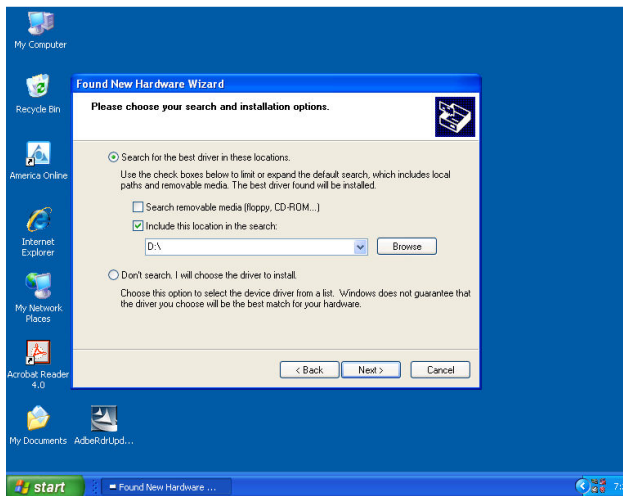 My Computer
Recycle Bin
America Online
Internet
Explorer
My Network
Places
Acrobat Reader
4.0
My Documents
AdbeRdrUpd...
Found New Hardware Wizard
Please choose your search and installation options.
Search for the best driver in these locations.
Use the check boxes below to limit or expand the default search, which includes local
paths and removable media. The best driver found will be installed.
Search removable media (floppy, CD-ROM...)
Include this location in the search:
D:\
Browse
Don't search. I will choose the driver to install.
Choose this option to select the device driver from a list. Windows does not guarantee that
the driver you choose will be the best match for your hardware.
< Back
Next >
Cancel
start
Found New Hardware ...